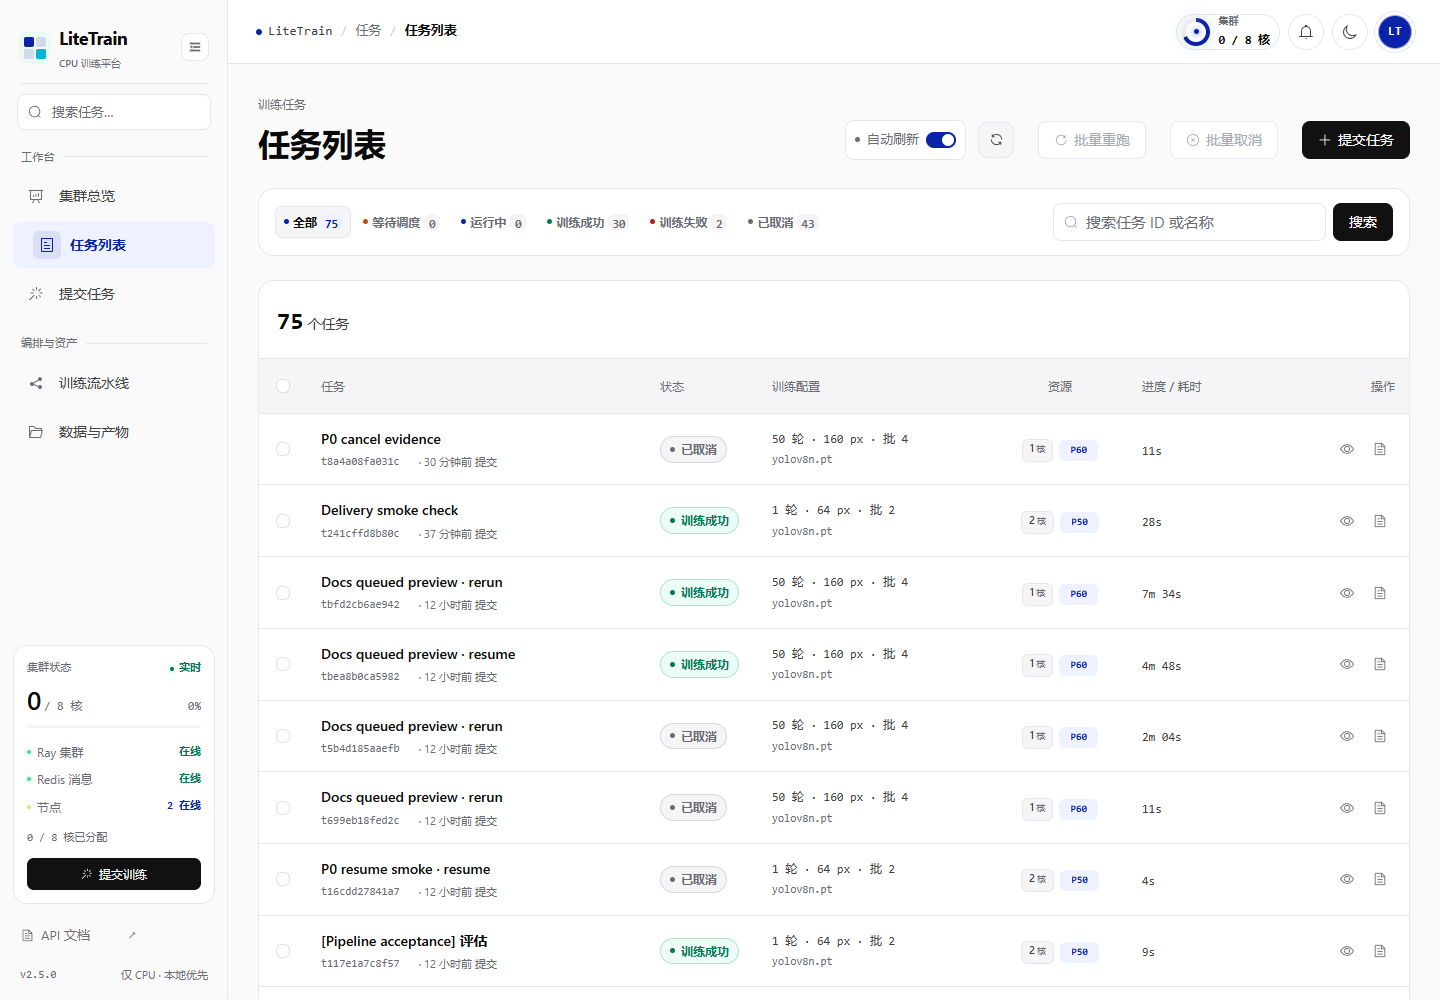 LiteTrain
CPU 训练平台
搜索任务...
工作台
集群总览
任务列表
提交任务
编排与资产
训练流水线
数据与产物
集群状态
实时
0 / 8 核
0%
Ray 集群
在线
Redis 消息
在线
节点
2 在线
0 / 8 核已分配
提交训练
API 文档 ↗
v2.5.0
仅 CPU · 本地优先
LiteTrain / 任务 / 任务列表
集群
0 / 8 核
LT
训练任务
任务列表
自动刷新
批量重跑
批量取消
提交任务
全部 75
等待调度 0
运行中 0
训练成功 30
训练失败 2
已取消 43
搜索任务 ID 或名称
搜索
75 个任务
任务 状态 训练配置 资源 进度 / 耗时 操作
P0 cancel evidence
t8a4a08fa031c · 30 分钟前 提交
已取消
50 轮 · 160 px · 批 4
yolov8n.pt
1 核 P60
11s
Delivery smoke check
t241cffd8b80c · 37 分钟前 提交
训练成功
1 轮 · 64 px · 批 2
yolov8n.pt
2 核 P50
28s
Docs queued preview · rerun
tbfd2cb6ae942 · 12 小时前 提交
训练成功
50 轮 · 160 px · 批 4
yolov8n.pt
1 核 P60
7m 34s
Docs queued preview · resume
tbea8b0ca5982 · 12 小时前 提交
训练成功
50 轮 · 160 px · 批 4
yolov8n.pt
1 核 P60
4m 48s
Docs queued preview · rerun
t5b4d185aaefb · 12 小时前 提交
已取消
50 轮 · 160 px · 批 4
yolov8n.pt
1 核 P60
2m 04s
Docs queued preview · rerun
t699eb18fed2c · 12 小时前 提交
已取消
50 轮 · 160 px · 批 4
yolov8n.pt
1 核 P60
11s
P0 resume smoke · resume
t16cdd27841a7 · 12 小时前 提交
已取消
1 轮 · 64 px · 批 2
yolov8n.pt
2 核 P50
4s
[Pipeline acceptance] 评估
t117e1a7c8f57 · 12 小时前 提交
训练成功
1 轮 · 64 px · 批 2
yolov8n.pt
2 核 P50
9s